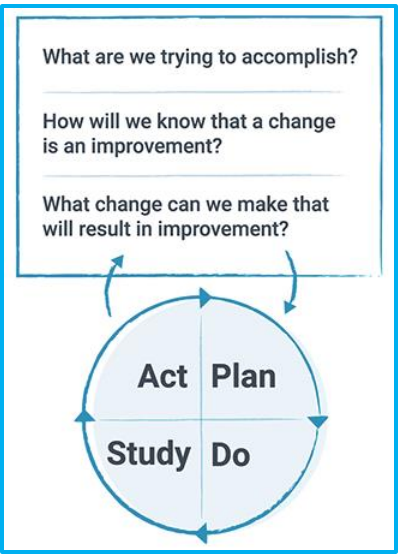 What are we trying to accomplish?
How will we know that a change
is an improvement?
What change can we make that
will result in improvement?
Act Plan
Study Do